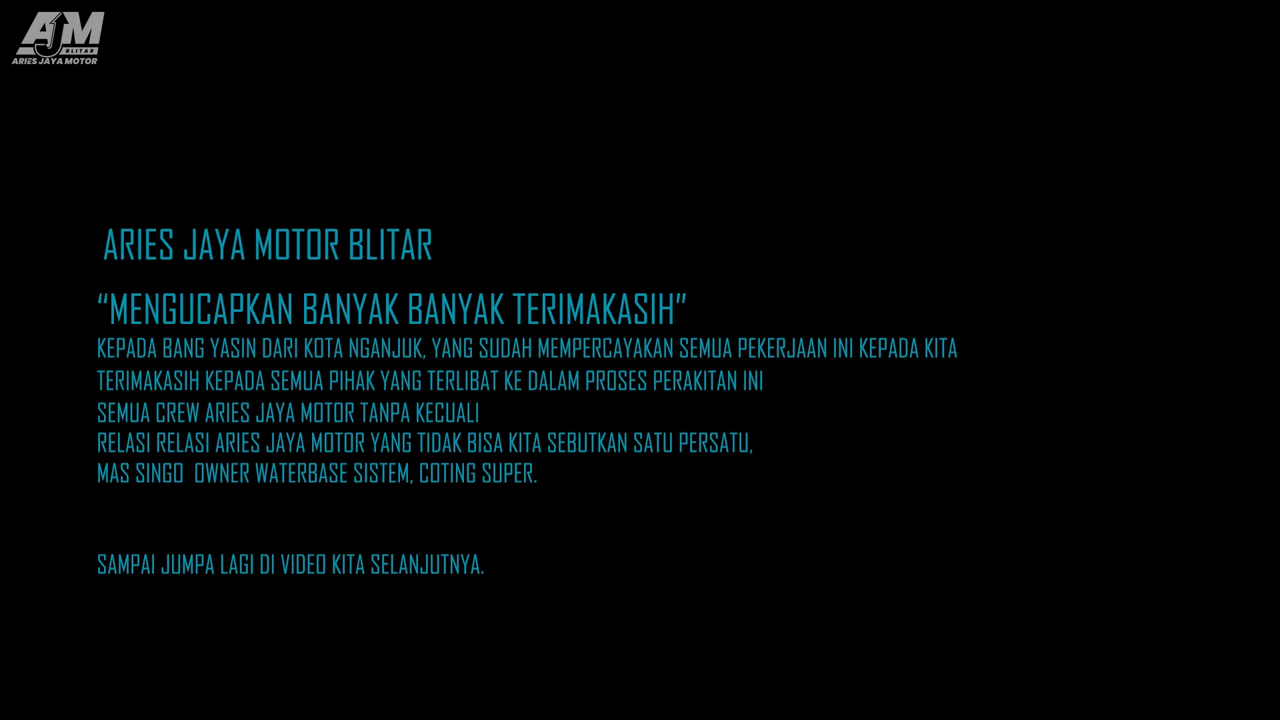 AJM
BLITAR
ARIES JAYA MOTOR
ARIES JAYA MOTOR BLITAR
“MENGUCAPKAN BANYAK BANYAK TERIMAKASIH”
KEPADA BANG YASIN DARI KOTA NGANJUK, YANG SUDAH MEMPERCAYAKAN SEMUA PEKERJAAN INI KEPADA KITA
TERIMAKASIH KEPADA SEMUA PIHAK YANG TERLIBAT KE DALAM PROSES PERAKITAN INI
SEMUA CREW ARIES JAYA MOTOR TANPA KECUALI
RELASI RELASI ARIES JAYA MOTOR YANG TIDAK BISA KITA SEBUTKAN SATU PERSATU,
MAS SINGO OWNER WATERBASE SISTEM, COTING SUPER.
SAMPAI JUMPA LAGI DI VIDEO KITA SELANJUTNYA.